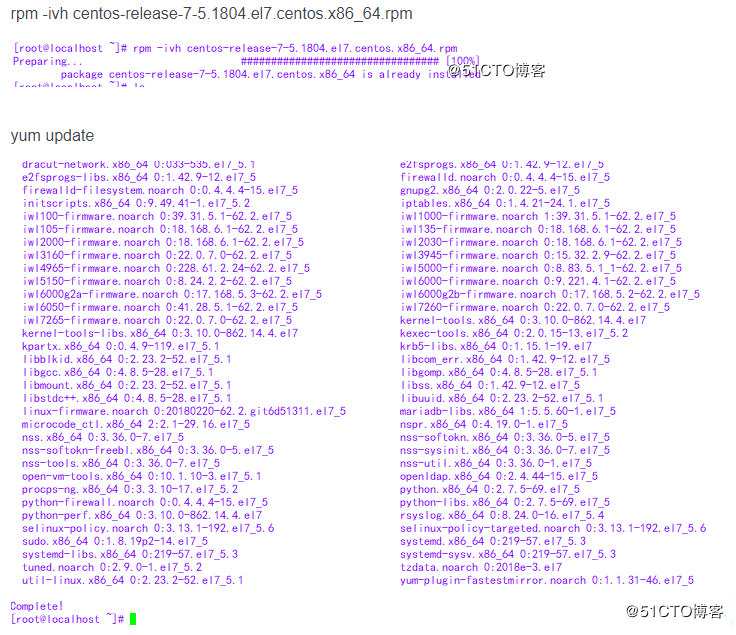 rpm -ivh centos-release-7-5.1804.el7.centos.x86_64.rpm
[root@localhost ~]# rpm -ivh centos-release-7-5.1804.el7.centos.x86_64.rpm
Preparing... ################################# [100%]
package centos-release-7-5.1804.el7.centos.x86_64 is already installed
@51CTO博客
[root@localhost ~]# ls
yum update
dracut-network.x86_64 0:033-535.el7_5.1 e2fsprogs.x86_64 0:1.42.9-12.el7_5
e2fsprogs-libs.x86_64 0:1.42.9-12.el7_5 firewalld.noarch 0:0.4.4.4-15.el7_5
firewalld-filesystem.noarch 0:0.4.4.4-15.el7_5 gnupg2.x86_64 0:2.0.22-5.el7_5
initscripts.x86_64 0:9.49.41-1.el7_5.2 iptables.x86_64 0:1.4.21-24.1.el7_5
iwl100-firmware.noarch 0:39.31.5.1-62.2.el7_5 iwl1000-firmware.noarch 1:39.31.5.1-62.2.el7_5
iwl105-firmware.noarch 0:18.168.6.1-62.2.el7_5 iwl135-firmware.noarch 0:18.168.6.1-62.2.el7_5
iwl2000-firmware.noarch 0:18.168.6.1-62.2.el7_5 iwl2030-firmware.noarch 0:18.168.6.1-62.2.el7_5
iwl3160-firmware.noarch 0:22.0.7.0-62.2.el7_5 iwl3945-firmware.noarch 0:15.32.2.9-62.2.el7_5
iwl4965-firmware.noarch 0:228.61.2.24-62.2.el7_5 iwl5000-firmware.noarch 0:8.83.5.1_1-62.2.el7_5
iwl5150-firmware.noarch 0:8.24.2.2-62.2.el7_5 iwl6000-firmware.noarch 0:9.221.4.1-62.2.el7_5
iwl6000g2a-firmware.noarch 0:17.168.5.3-62.2.el7_5 iwl6000g2b-firmware.noarch 0:17.168.5.2-62.2.el7_5
iwl6050-firmware.noarch 0:41.28.5.1-62.2.el7_5 iwl7260-firmware.noarch 0:22.0.7.0-62.2.el7_5
iwl7265-firmware.noarch 0:22.0.7.0-62.2.el7_5 kernel-tools.x86_64 0:3.10.0-862.14.4.el7
kernel-tools-libs.x86_64 0:3.10.0-862.14.4.el7 kexec-tools.x86_64 0:2.0.15-13.el7_5.2
kpartx.x86_64 0:0.4.9-119.el7_5.1 krb5-libs.x86_64 0:1.15.1-19.el7
libblkid.x86_64 0:2.23.2-52.el7_5.1 libcom_err.x86_64 0:1.42.9-12.el7_5
libgcc.x86_64 0:4.8.5-28.el7_5.1 libgomp.x86_64 0:4.8.5-28.el7_5.1
libmount.x86_64 0:2.23.2-52.el7_5.1 libss.x86_64 0:1.42.9-12.el7_5
libstdc++.x86_64 0:4.8.5-28.el7_5.1 libuuid.x86_64 0:2.23.2-52.el7_5.1
linux-firmware.noarch 0:20180220-62.2.git6d51311.el7_5 mariadb-libs.x86_64 1:5.5.60-1.el7_5
microcode_ctl.x86_64 2:2.1-29.16.el7_5 nspr.x86_64 0:4.19.0-1.el7_5
nss.x86_64 0:3.36.0-7.el7_5 nss-softokn.x86_64 0:3.36.0-5.el7_5
nss-softokn-freebl.x86_64 0:3.36.0-5.el7_5 nss-sysinit.x86_64 0:3.36.0-7.el7_5
nss-tools.x86_64 0:3.36.0-7.el7_5 nss-util.x86_64 0:3.36.0-1.el7_5
open-vm-tools.x86_64 0:10.1.10-3.el7_5.1 openldap.x86_64 0:2.4.44-15.el7_5
procps-ng.x86_64 0:3.3.10-17.el7_5.2 python.x86_64 0:2.7.5-69.el7_5
python-firewall.noarch 0:0.4.4.4-15.el7_5 python-libs.x86_64 0:2.7.5-69.el7_5
python-perf.x86_64 0:3.10.0-862.14.4.el7 rsyslog.x86_64 0:8.24.0-16.el7_5.4
selinux-policy.noarch 0:3.13.1-192.el7_5.6 selinux-policy-targeted.noarch 0:3.13.1-192.el7_5.6
sudo.x86_64 0:1.8.19p2-14.el7_5 systemd.x86_64 0:219-57.el7_5.3
systemd-libs.x86_64 0:219-57.el7_5.3 systemd-sysv.x86_64 0:219-57.el7_5.3
tuned.noarch 0:2.9.0-1.el7_5.2 tzdata.noarch 0:2018e-3.el7
util-linux.x86_64 0:2.23.2-52.el7_5.1 yum-plugin-fastestmirror.noarch 0:1.1.31-46.el7_5
Complete!
[root@localhost ~]#
@51CTO博客